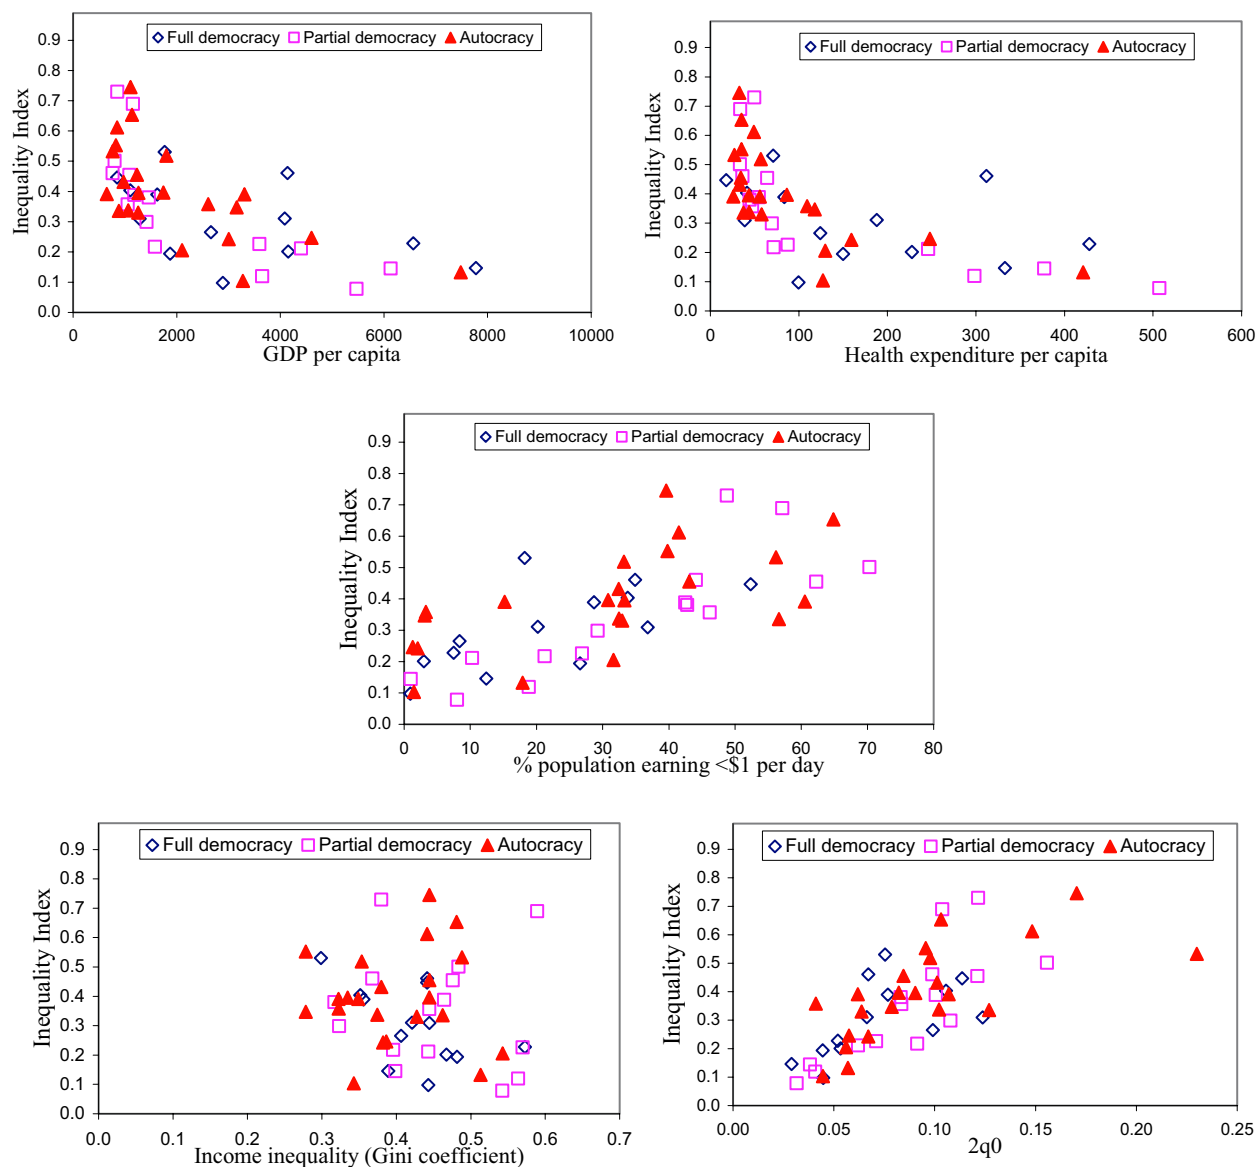 Full democracy Partial democracy Autocracy
Inequality Index
0.9
0.8
0.7
0.6
0.5
0.4
0.3
0.2
0.1
0.0
0 2000 4000 6000 8000 10000
GDP per capita
Full democracy Partial democracy Autocracy
Inequality Index
0.9
0.8
0.7
0.6
0.5
0.4
0.3
0.2
0.1
0.0
0 100 200 300 400 500 600
Health expenditure per capita
Full democracy Partial democracy Autocracy
Inequality Index
0.9
0.8
0.7
0.6
0.5
0.4
0.3
0.2
0.1
0.0
0 10 20 30 40 50 60 70 80
% population earning <$1 per day
Full democracy Partial democracy Autocracy
Inequality Index
0.9
0.8
0.7
0.6
0.5
0.4
0.3
0.2
0.1
0.0
0.0 0.1 0.2 0.3 0.4 0.5 0.6 0.7
Income inequality (Gini coefficient)
Full democracy Partial democracy Autocracy
Inequality Index
0.9
0.8
0.7
0.6
0.5
0.4
0.3
0.2
0.1
0.0
0.00 0.05 0.10 0.15 0.20 0.25
2q0